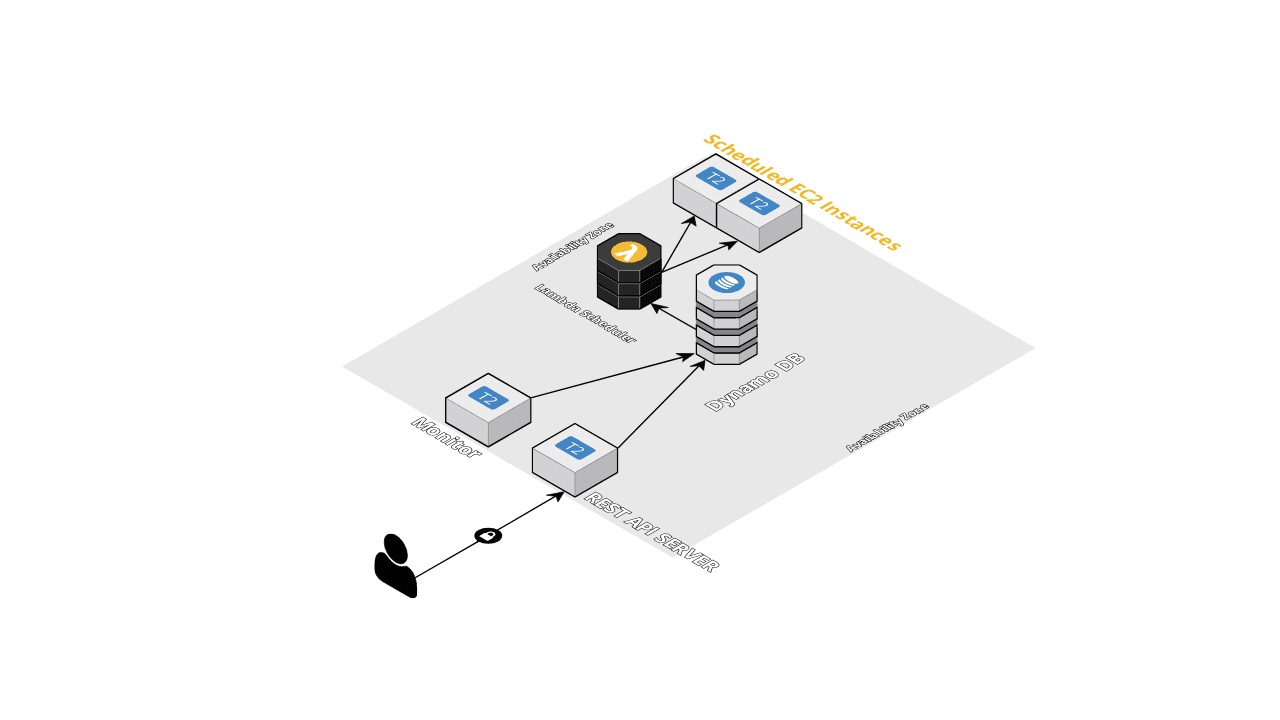 Scheduled EC2 Instances
T2
T2
Availability Zone
λ
Lambda Scheduler
Dynamo DB
T2
Monitor
Availability Zone
T2
REST API SERVER